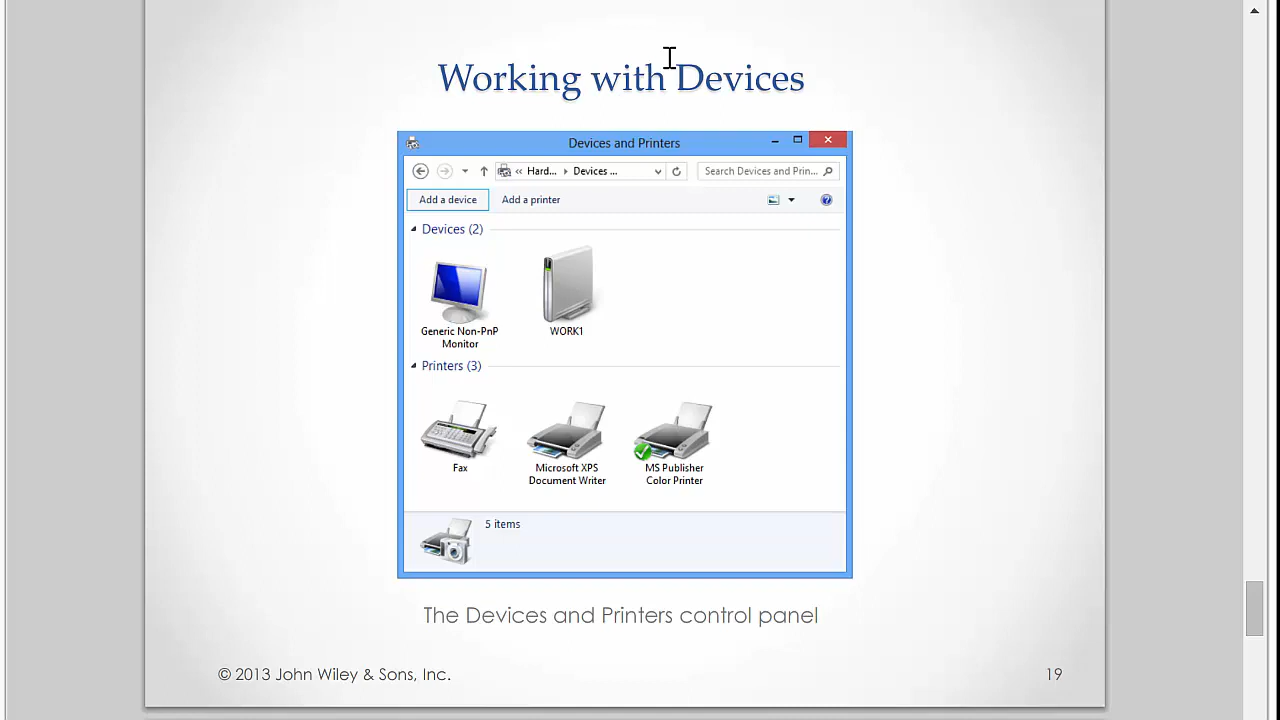 Working with Devices
Devices and Printers
« Hard... Devices ... Search Devices and Prin...
Add a device Add a printer
Devices (2)
Generic Non-PnP
Monitor
WORK1
Printers (3)
Fax
Microsoft XPS
Document Writer
MS Publisher
Color Printer
5 items
The Devices and Printers control panel
© 2013 John Wiley & Sons, Inc. 19